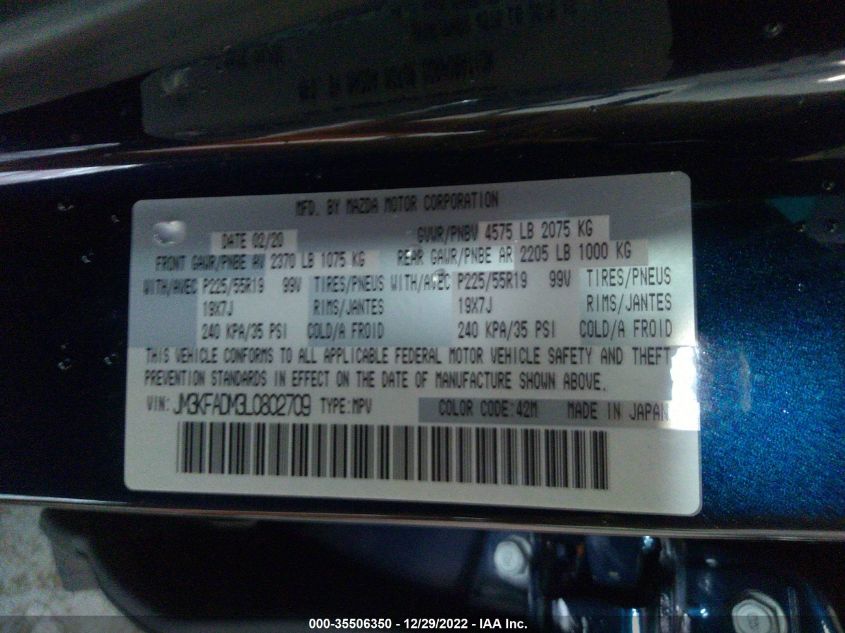 MFD. BY MAZDA MOTOR CORPORATION
DATE 02/20 GVWR/PNBV 4575 LB 2075 KG
FRONT GAWR/PNBE AV 2370 LB 1075 KG REAR GAWR/PNBE AR 2205 LB 1000 KG
WITH/AVEC P225/55R19 99V TIRES/PNEUS WITH/AVEC P225/55R19 99V TIRES/PNEUS
19X7J RIMS/JANTES 19X7J RIMS/JANTES
240 KPA/35 PSI COLD/A FROID 240 KPA/35 PSI COLD/A FROID
THIS VEHICLE CONFORMS TO ALL APPLICABLE FEDERAL MOTOR VEHICLE SAFETY AND THEFT
PREVENTION STANDARDS IN EFFECT ON THE DATE OF MANUFACTURE SHOWN ABOVE.
VIN: JM3KFADM3L0802709 TYPE:MPV COLOR CODE:42M MADE IN JAPAN
000-35506350 - 12/29/2022 - IAA Inc.